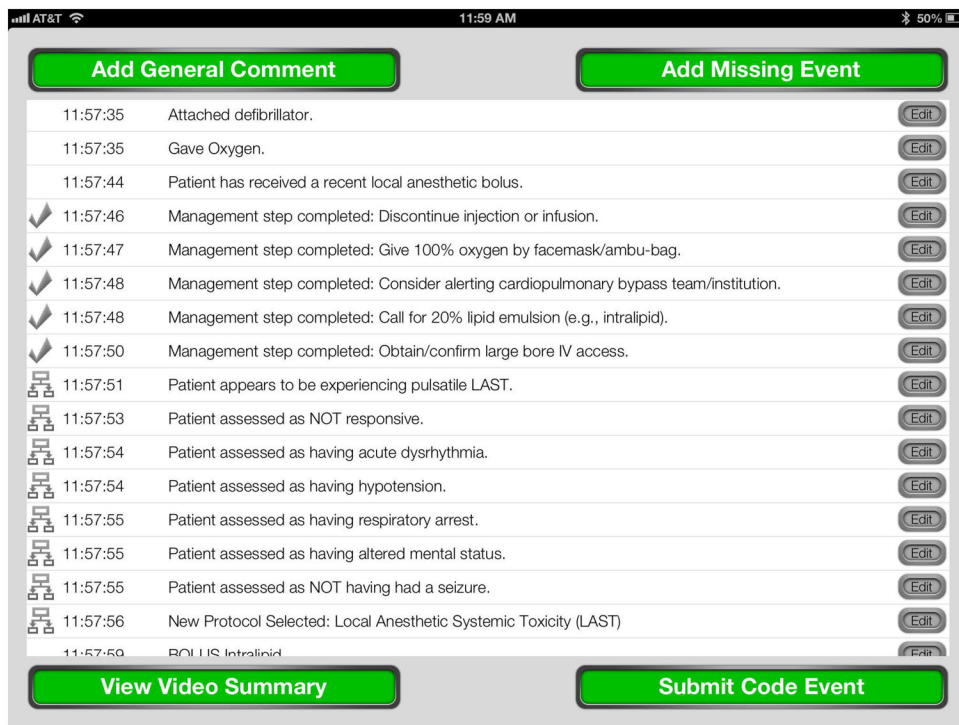 AT&T 11:59 AM 50%
Add General Comment Add Missing Event
11:57:35 Attached defibrillator. Edit
11:57:35 Gave Oxygen. Edit
11:57:44 Patient has received a recent local anesthetic bolus. Edit
11:57:46 Management step completed: Discontinue injection or infusion. Edit
11:57:47 Management step completed: Give 100% oxygen by facemask/ambu-bag. Edit
11:57:48 Management step completed: Consider alerting cardiopulmonary bypass team/institution. Edit
11:57:48 Management step completed: Call for 20% lipid emulsion (e.g., intralipid). Edit
11:57:50 Management step completed: Obtain/confirm large bore IV access. Edit
11:57:51 Patient appears to be experiencing pulsatile LAST. Edit
11:57:53 Patient assessed as NOT responsive. Edit
11:57:54 Patient assessed as having acute dysrhythmia. Edit
11:57:54 Patient assessed as having hypotension. Edit
11:57:55 Patient assessed as having respiratory arrest. Edit
11:57:55 Patient assessed as having altered mental status. Edit
11:57:55 Patient assessed as NOT having had a seizure. Edit
11:57:56 New Protocol Selected: Local Anesthetic Systemic Toxicity (LAST) Edit
11:57:59 BOLUS Intralipid Edit
View Video Summary Submit Code Event